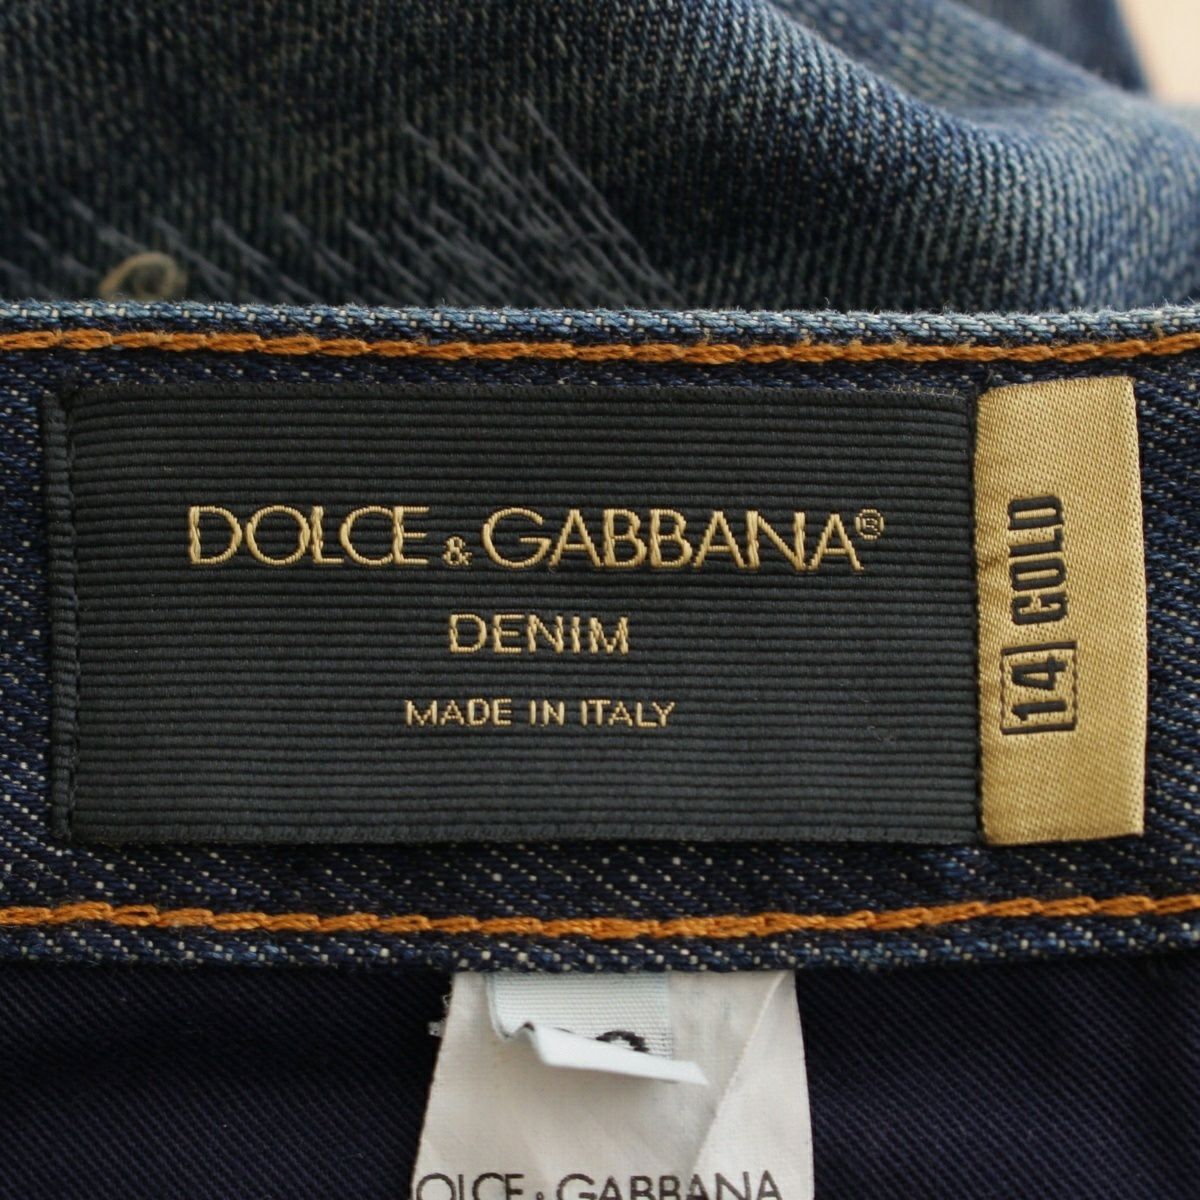 DOLCE & GABBANA®
DENIM
MADE IN ITALY
14 GOLD
DOLCE & GABBANA